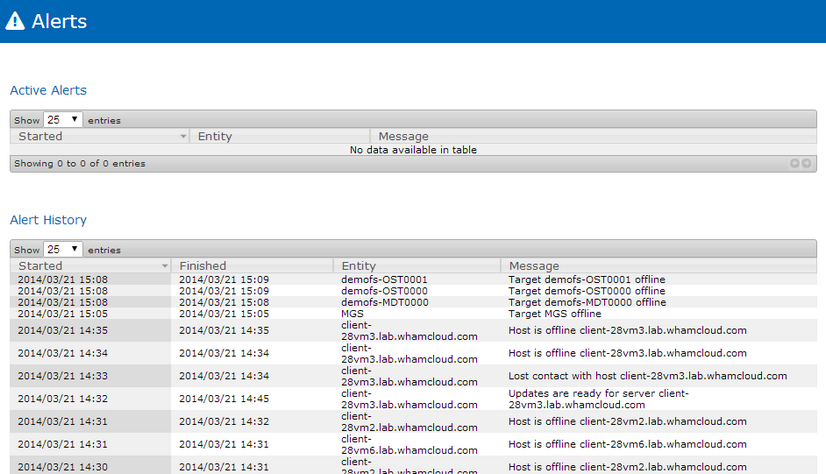 Alerts
Active Alerts
Show 25 entries
Started Entity Message
No data available in table
Showing 0 to 0 of 0 entries
Alert History
Show 25 entries
Started Finished Entity Message
2014/03/21 15:08 2014/03/21 15:09 demofs-OST0001 Target demofs-OST0001 offline
2014/03/21 15:08 2014/03/21 15:09 demofs-OST0000 Target demofs-OST0000 offline
2014/03/21 15:08 2014/03/21 15:08 demofs-MDT0000 Target demofs-MDT0000 offline
2014/03/21 15:05 2014/03/21 15:05 MGS Target MGS offline
2014/03/21 14:35 2014/03/21 14:35 client-28vm3.lab.whamcloud.com Host is offline client-28vm3.lab.whamcloud.com
2014/03/21 14:34 2014/03/21 14:34 client-28vm3.lab.whamcloud.com Host is offline client-28vm3.lab.whamcloud.com
2014/03/21 14:33 2014/03/21 14:34 client-28vm3.lab.whamcloud.com Lost contact with host client-28vm3.lab.whamcloud.com
2014/03/21 14:32 2014/03/21 14:45 client-28vm3.lab.whamcloud.com Updates are ready for server client-28vm3.lab.whamcloud.com
2014/03/21 14:31 2014/03/21 14:32 client-28vm2.lab.whamcloud.com Host is offline client-28vm2.lab.whamcloud.com
2014/03/21 14:31 2014/03/21 14:31 client-28vm6.lab.whamcloud.com Host is offline client-28vm6.lab.whamcloud.com
2014/03/21 14:30 2014/03/21 14:31 client-28vm2.lab.whamcloud.com Host is offline client-28vm2.lab.whamcloud.com